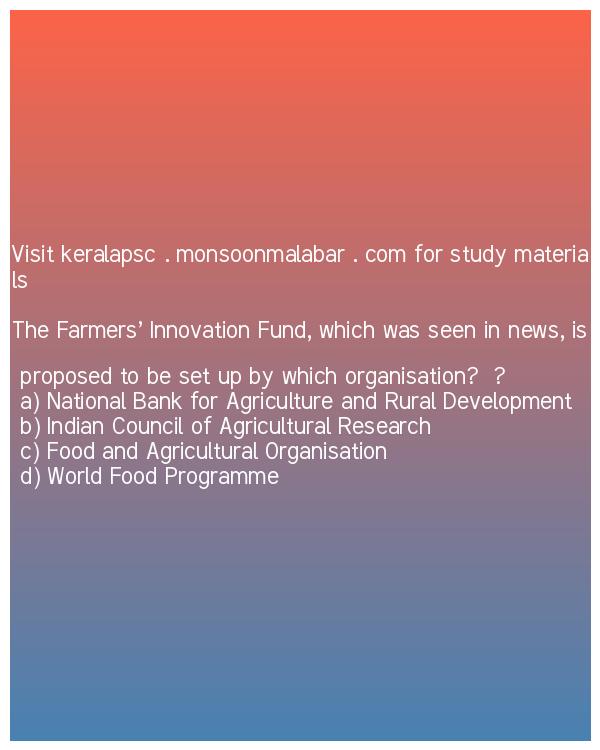 Visit keralapsc . monsoonmalabar . com for study materia
ls
The Farmers’ Innovation Fund, which was seen in news, is
proposed to be set up by which organisation? ?
a) National Bank for Agriculture and Rural Development
b) Indian Council of Agricultural Research
c) Food and Agricultural Organisation
d) World Food Programme